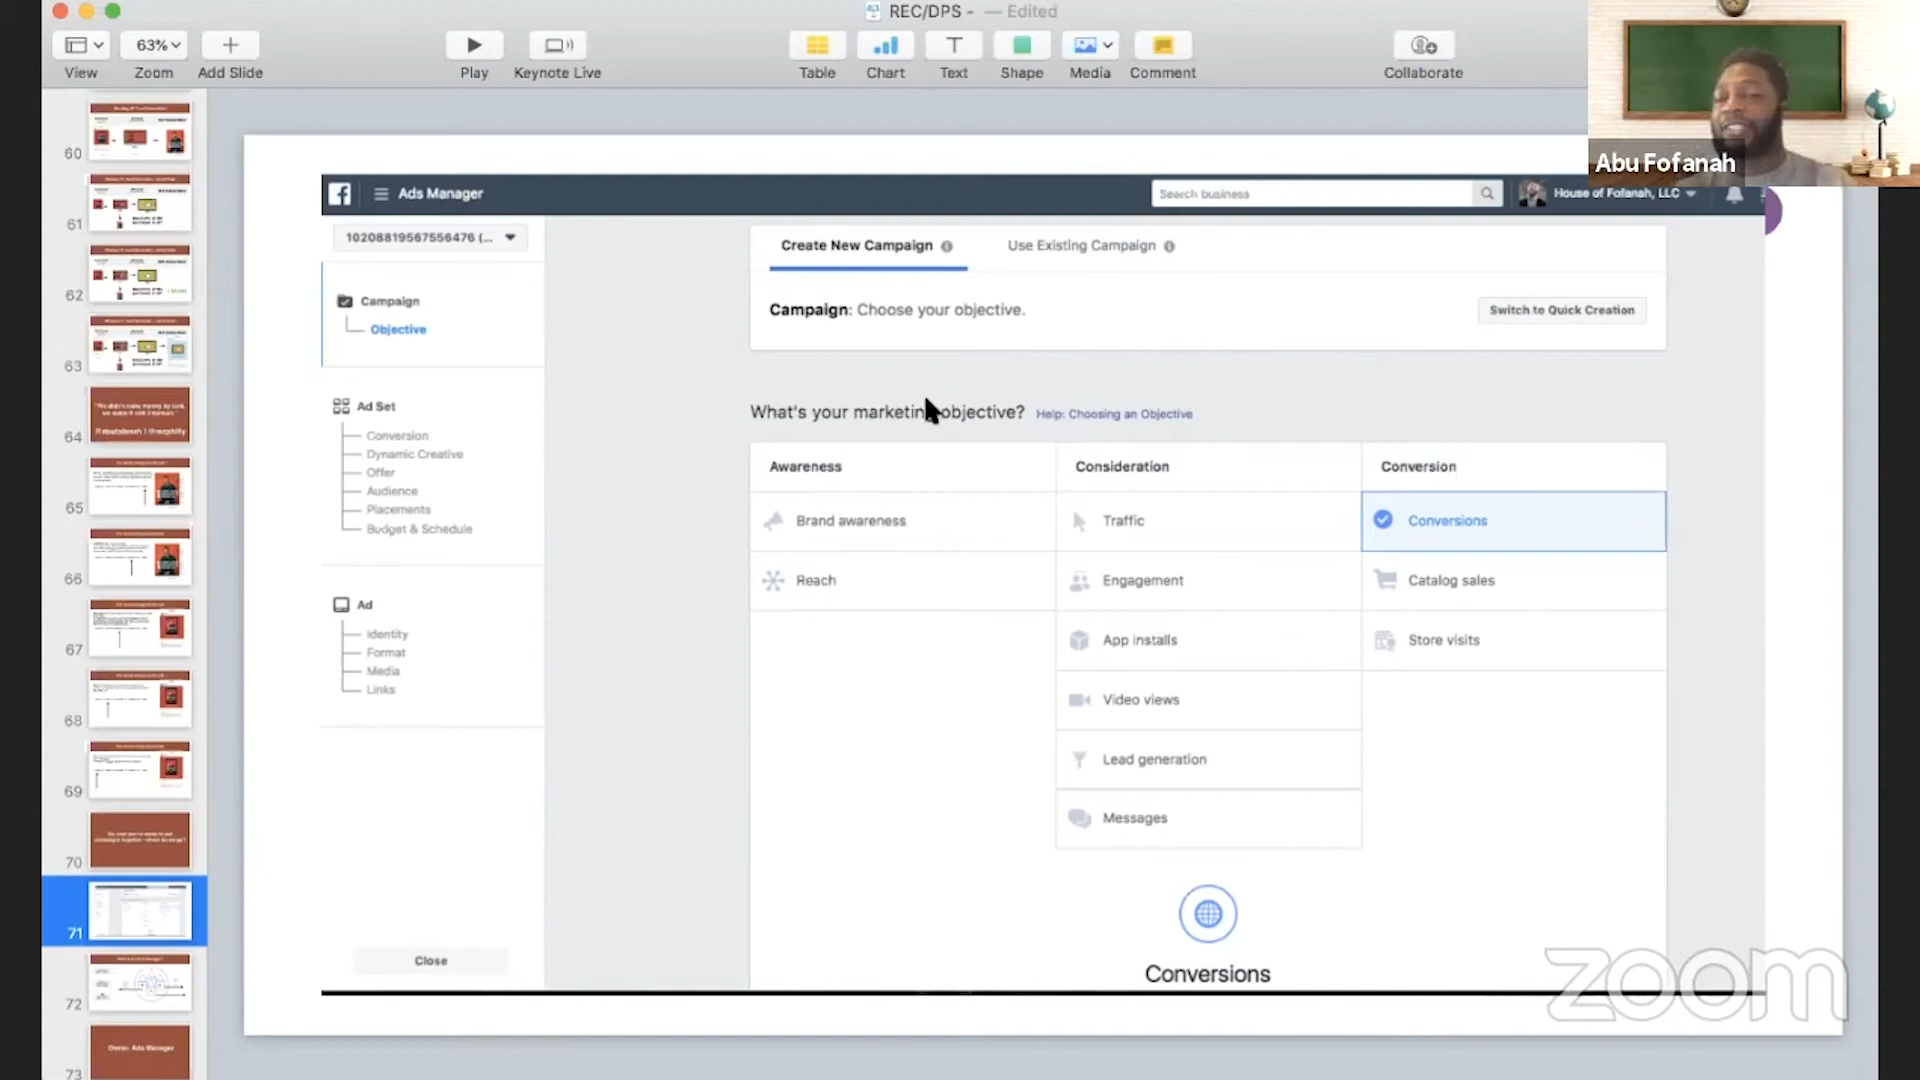 REC/DPS - — Edited
63%
View
Zoom
Add Slide
Play
Keynote Live
Table
Chart
Text
Shape
Media
Comment
Collaborate
Abu Fofanah
60
61
62
63
64
65
66
67
68
69
70
71
72
73
Demo: Ads Manager
Ads Manager
Search business
House of Fofanah, LLC
10208819567556476 (...
Campaign
Objective
Ad Set
Conversion
Dynamic Creative
Offer
Audience
Placements
Budget & Schedule
Ad
Identity
Format
Media
Links
Close
Create New Campaign
Use Existing Campaign
Campaign: Choose your objective.
Switch to Quick Creation
What's your marketing objective? Help: Choosing an Objective
Awareness
Consideration
Conversion
Brand awareness
Traffic
Conversions
Reach
Engagement
Catalog sales
App installs
Store visits
Video views
Lead generation
Messages
Conversions
zoom